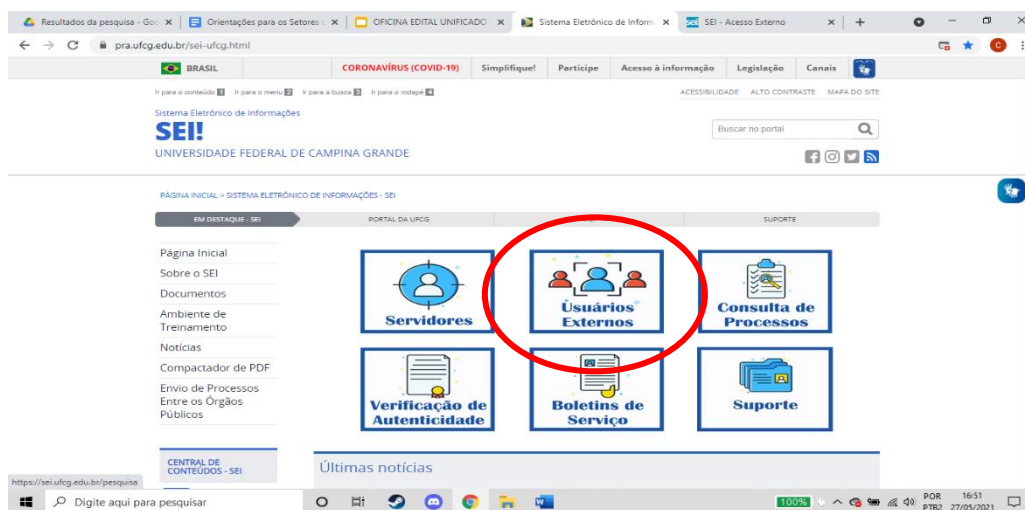 Resultados da pesquisa - Goo
Orientações para os Setores :
OFICINA EDITAL UNIFICADO
Sistema Eletrônico de Inform
SEI - Acesso Externo
pra.ufcg.edu.br/sei-ufcg.html
BRASIL
CORONAVÍRUS (COVID-19)
Simplifique!
Participe
Acesso à informação
Legislação
Canais
Ir para o conteúdo 1 Ir para o menu 2 Ir para a busca 3 Ir para o rodapé 4
ACESSIBILIDADE ALTO CONTRASTE MAPA DO SITE
Sistema Eletrônico de Informações
SEI!
UNIVERSIDADE FEDERAL DE CAMPINA GRANDE
Buscar no portal
PÁGINA INICIAL > SISTEMA ELETRÔNICO DE INFORMAÇÕES - SEI
EM DESTAQUE - SEI
PORTAL DA UFCG
SUPORTE
Página Inicial
Sobre o SEI
Documentos
Ambiente de
Treinamento
Notícias
Compactador de PDF
Envio de Processos
Entre os Órgãos
Públicos
CENTRAL DE
CONTEÚDOS - SEI
Servidores
Úsuários
Externos
Consulta de
Processos
Verificação de
Autenticidade
Boletins de
Serviço
Suporte
Últimas notícias
https://sei.ufcg.edu.br/pesquisa
Digite aqui para pesquisar
100%
POR
PTB2
16:51
27/05/2021